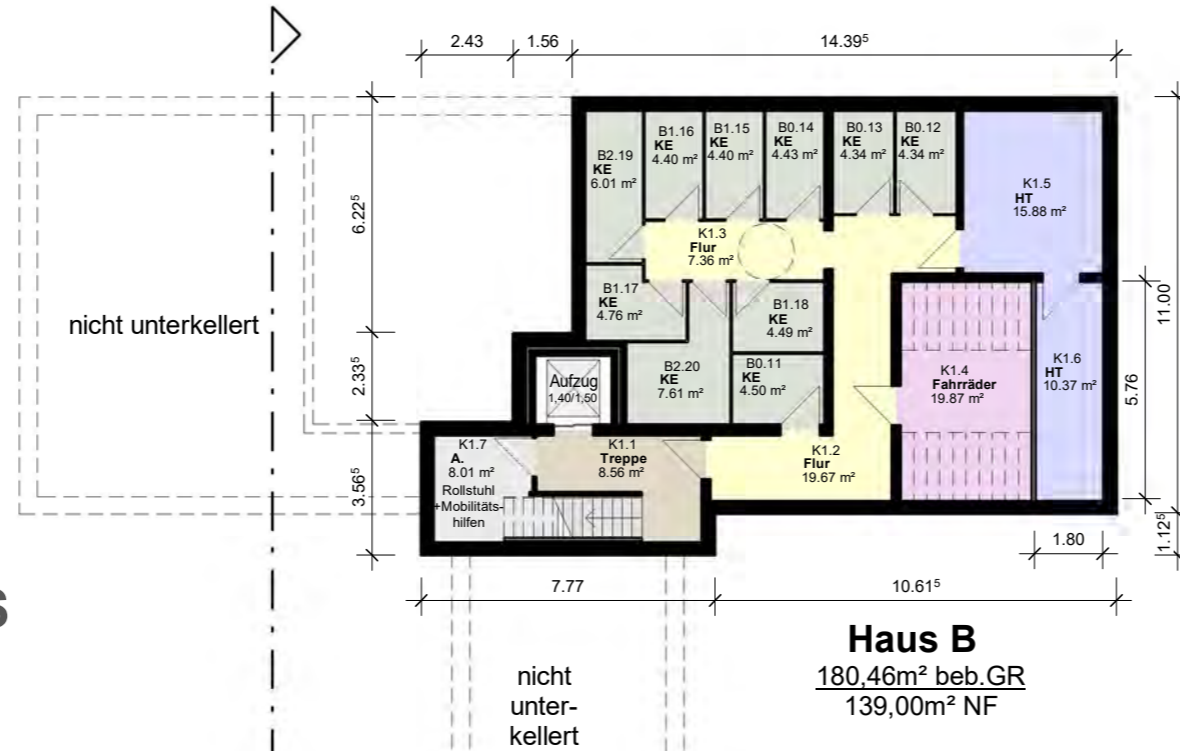 2.43
1.56
14.39⁵
6.22⁵
2.33⁵
3.56⁵
nicht unterkellert
B2.19
KE
6.01 m²
B1.16
KE
4.40 m²
B1.15
KE
4.40 m²
B0.14
KE
4.43 m²
B0.13
KE
4.34 m²
B0.12
KE
4.34 m²
K1.5
HT
15.88 m²
K1.3
Flur
7.36 m²
B1.17
KE
4.76 m²
B1.18
KE
4.49 m²
B2.20
KE
7.61 m²
B0.11
KE
4.50 m²
Aufzug
1,40/1,50
K1.4
Fahrräder
19.87 m²
K1.6
HT
10.37 m²
K1.7
A.
8.01 m²
Rollstuhl
+Mobilitäts-
hilfen
K1.1
Treppe
8.56 m²
K1.2
Flur
19.67 m²
11.00
5.76
1.12⁵
1.80
7.77
10.61⁵
s
Haus B
180,46m² beb.GR
139,00m² NF
nicht
unter-
kellert